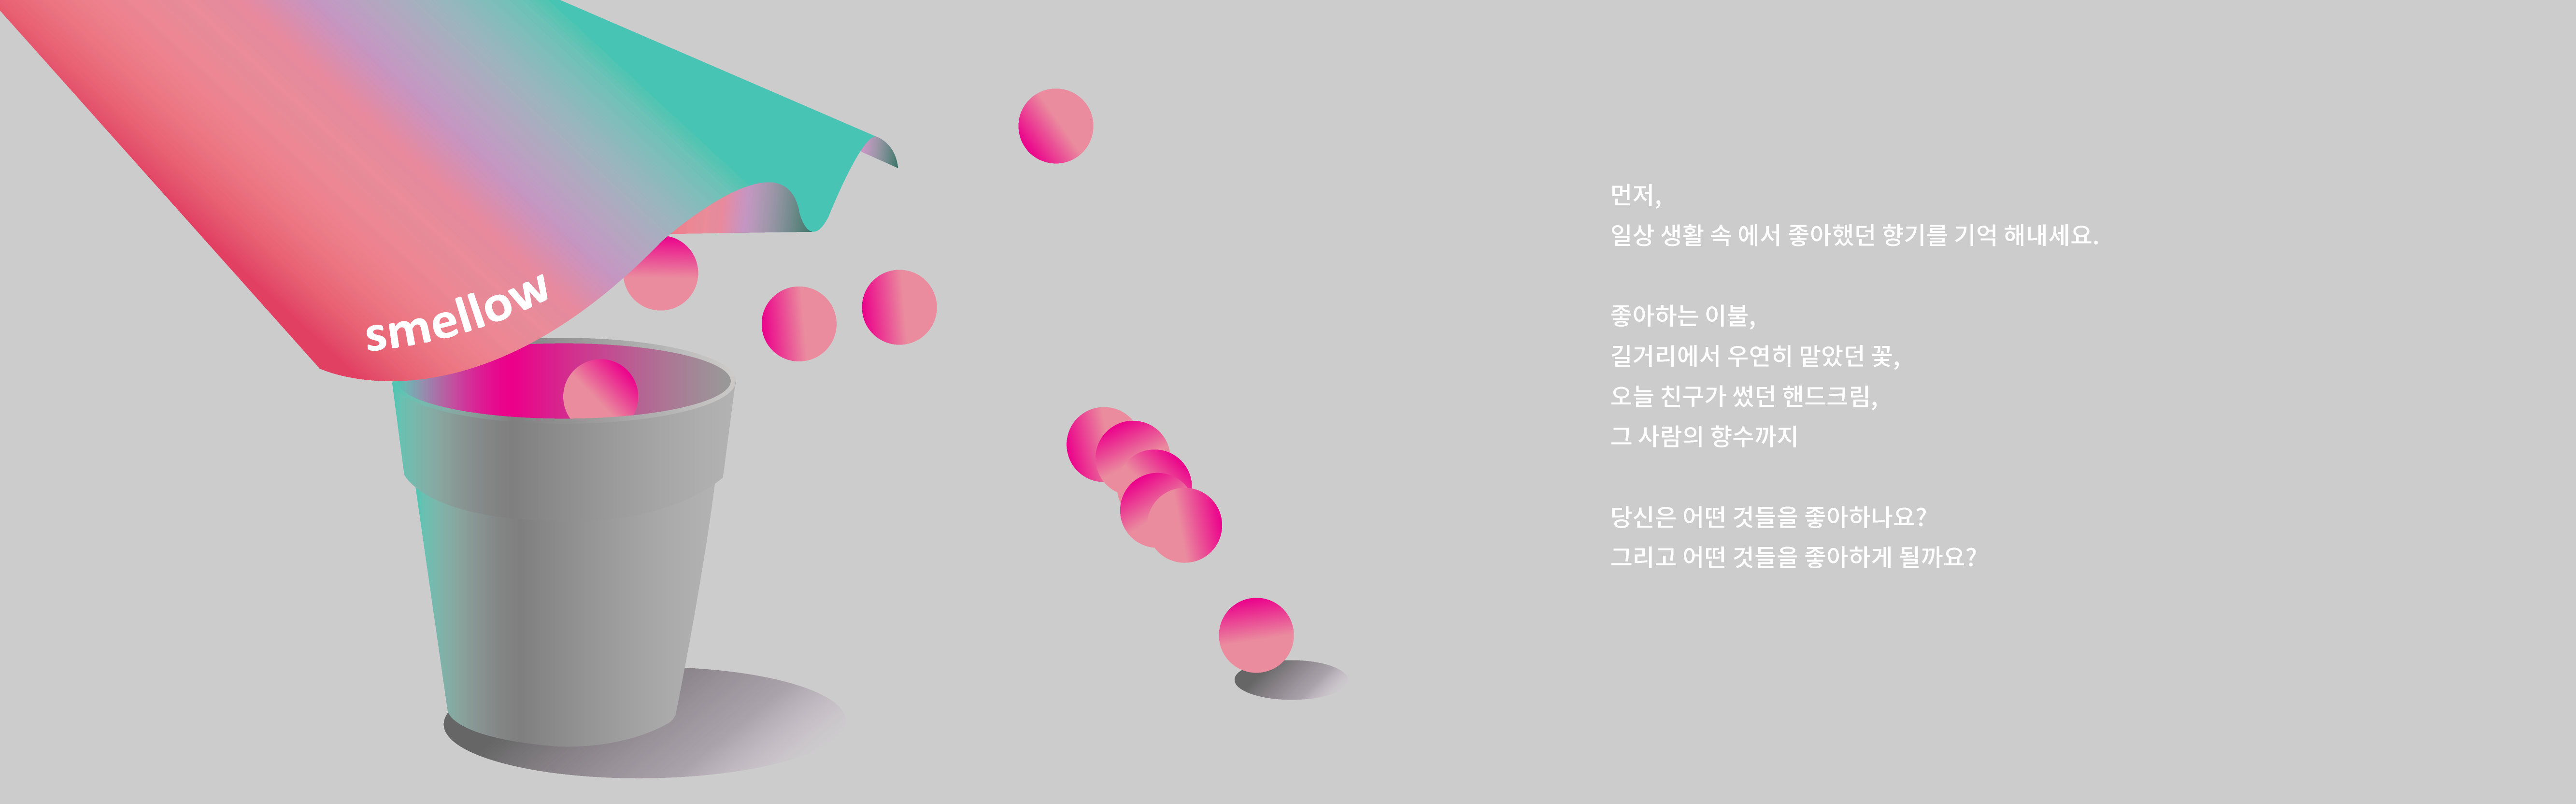 smellow
먼저,
일상 생활 속 에서 좋아했던 향기를 기억 해내세요.
좋아하는 이불,
길거리에서 우연히 맡았던 꽃,
오늘 친구가 썼던 핸드크림,
그 사람의 향수까지
당신은 어떤 것들을 좋아하나요?
그리고 어떤 것들을 좋아하게 될까요?